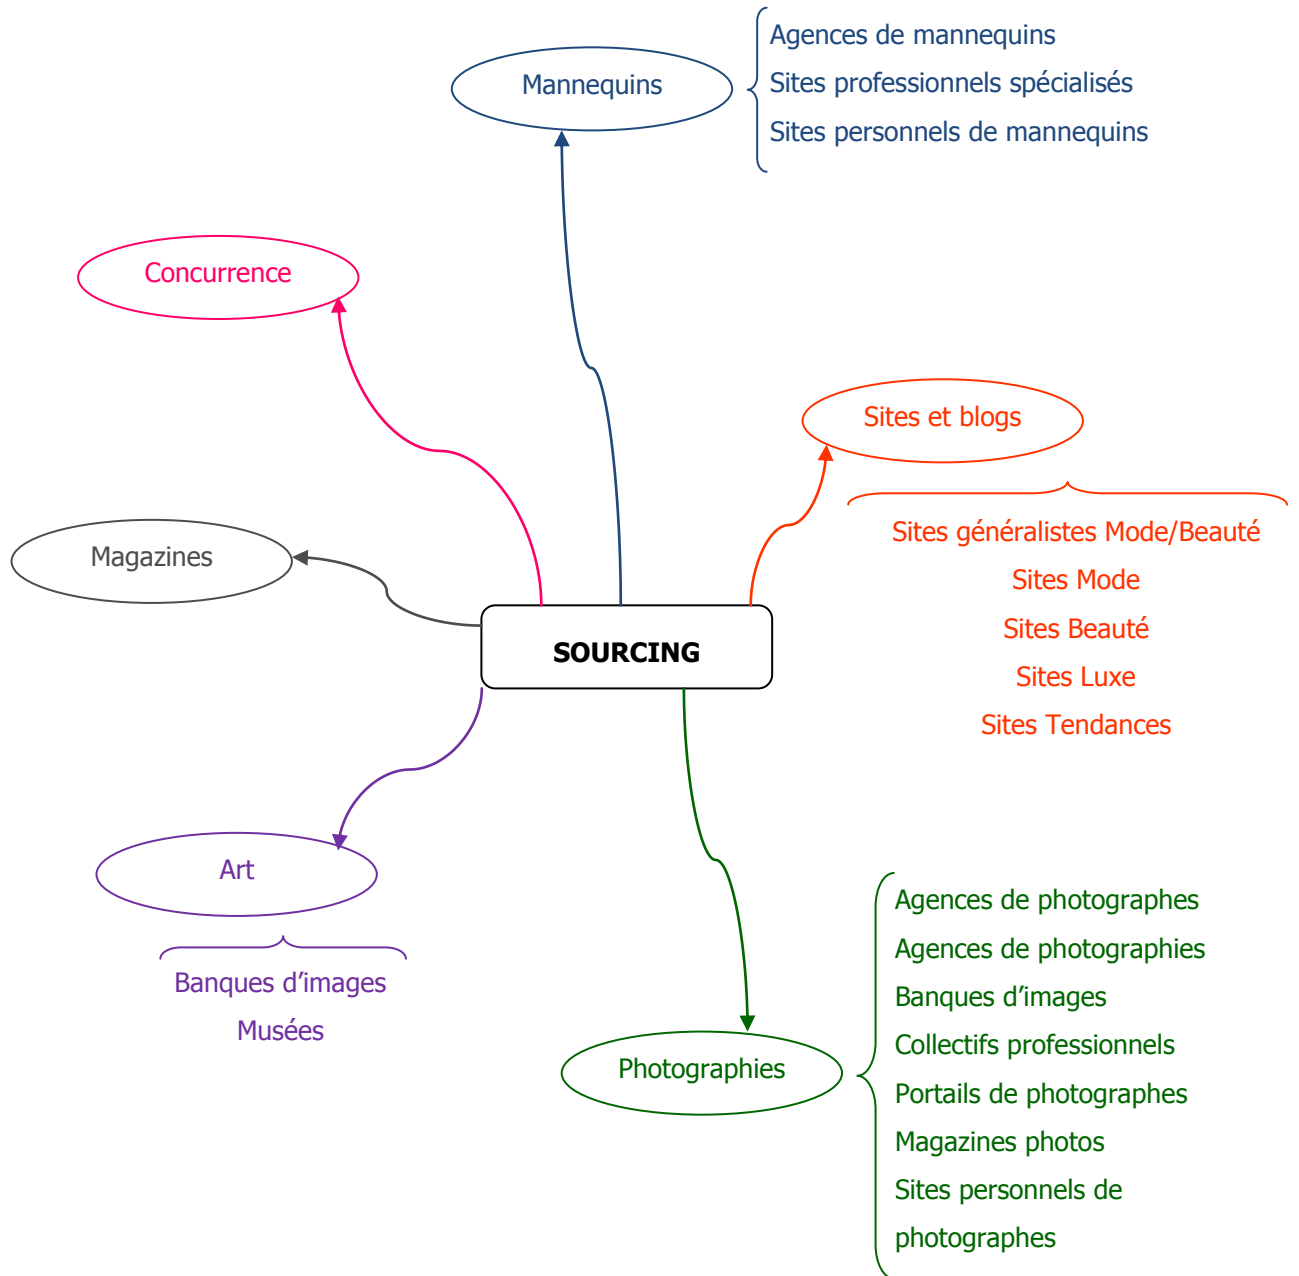 Mannequins
Agences de mannequins
Sites professionnels spécialisés
Sites personnels de mannequins
Concurrence
Sites et blogs
Sites généralistes Mode/Beauté
Sites Mode
Sites Beauté
Sites Luxe
Sites Tendances
Magazines
SOURCING
Art
Banques d’images
Musées
Photographies
Agences de photographes
Agences de photographies
Banques d’images
Collectifs professionnels
Portails de photographes
Magazines photos
Sites personnels de
photographes